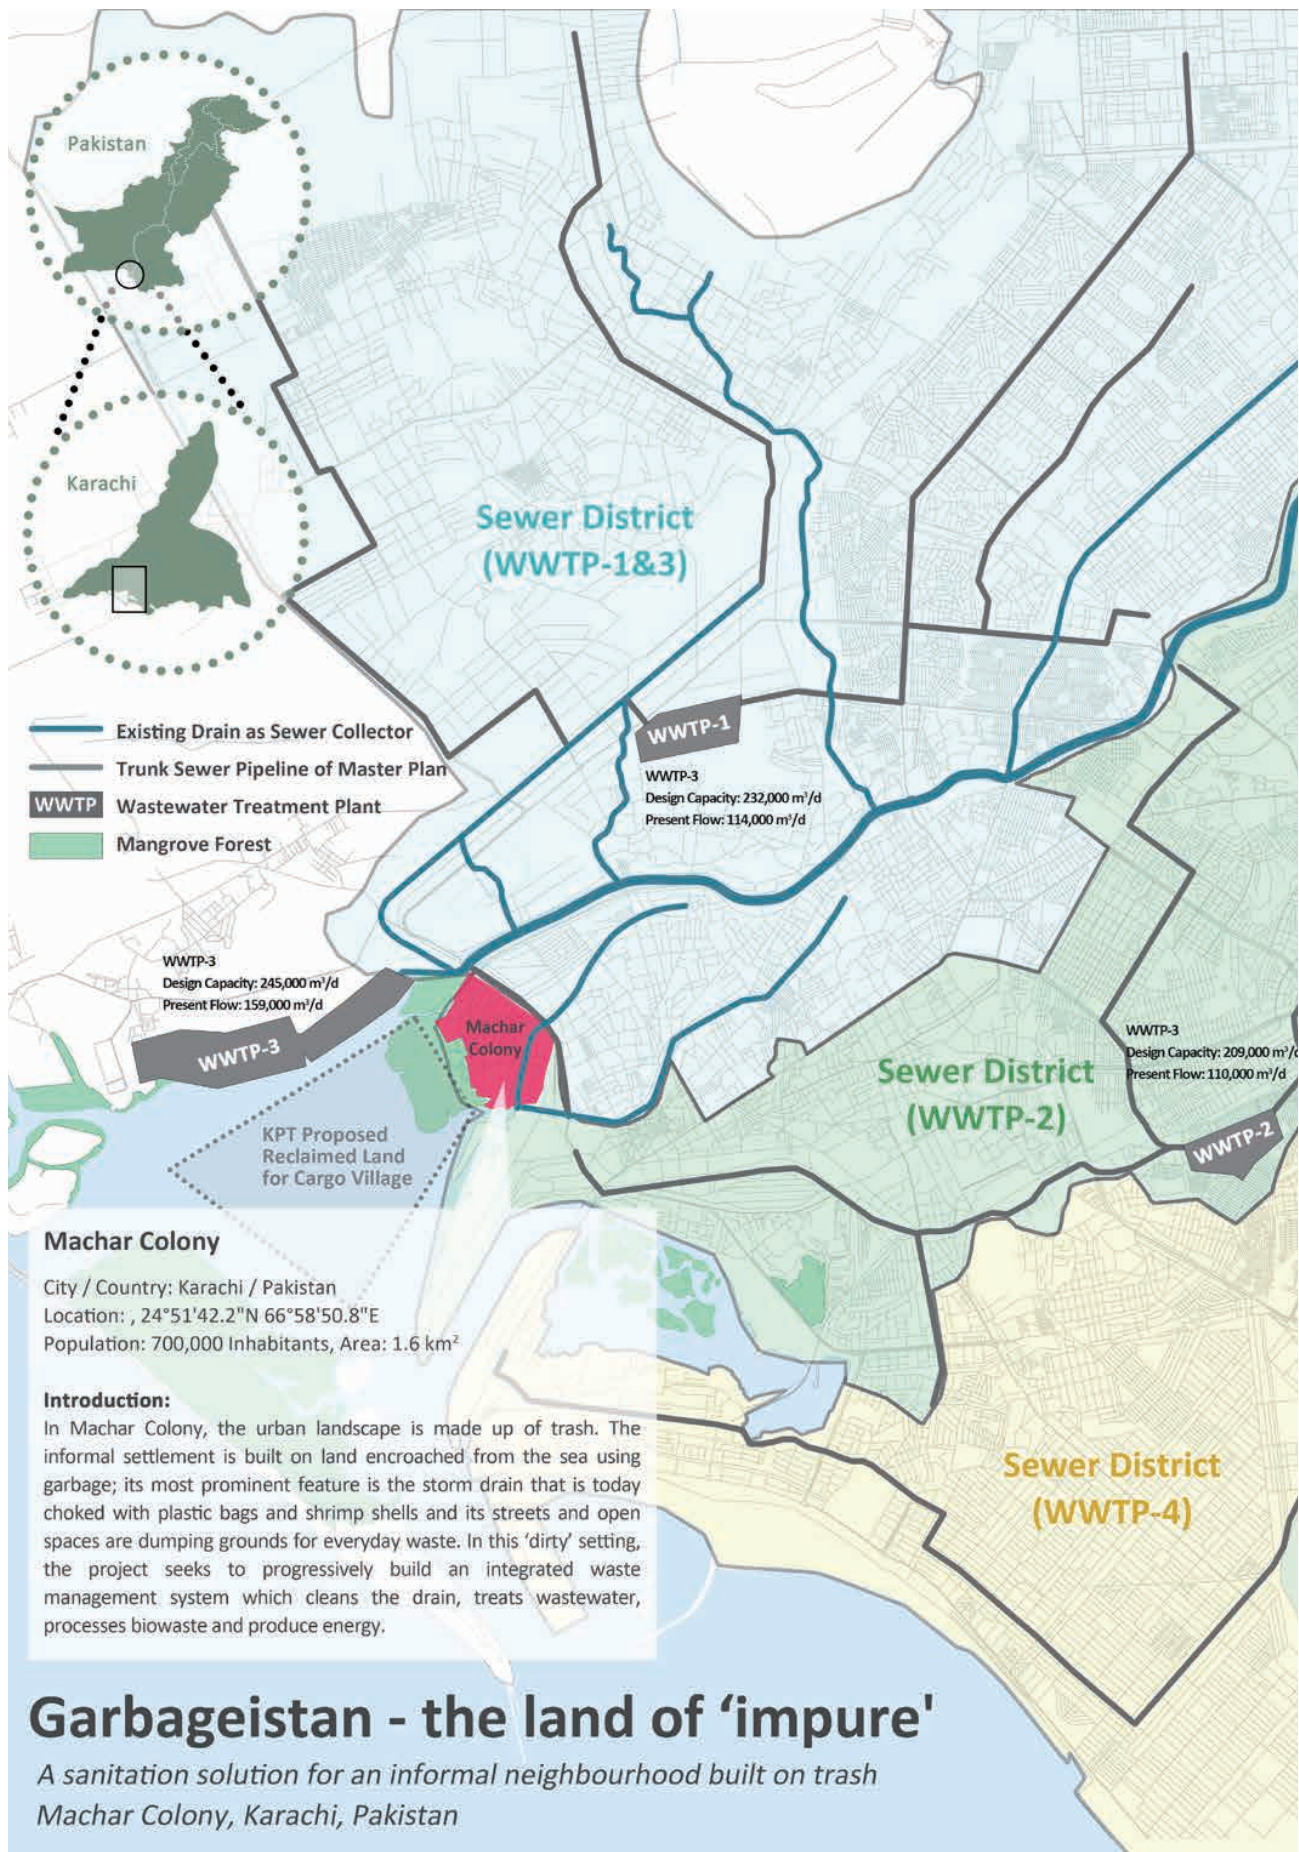 Pakistan
Karachi
Sewer District
(WWTP-1&3)
Existing Drain as Sewer Collector
Trunk Sewer Pipeline of Master Plan
WWTP Wastewater Treatment Plant
Mangrove Forest
WWTP-1
WWTP-3
Design Capacity: 232,000 m³/d
Present Flow: 114,000 m³/d
WWTP-3
Design Capacity: 245,000 m³/d
Present Flow: 159,000 m³/d
WWTP-3
Machar
Colony
WWTP-3
Design Capacity: 209,000 m³/d
Present Flow: 110,000 m³/d
Sewer District
(WWTP-2)
WWTP-2
KPT Proposed
Reclaimed Land
for Cargo Village
Machar Colony
City / Country: Karachi / Pakistan
Location: , 24°51'42.2"N 66°58'50.8"E
Population: 700,000 Inhabitants, Area: 1.6 km²
Introduction:
In Machar Colony, the urban landscape is made up of trash. The
informal settlement is built on land encroached from the sea using
garbage; its most prominent feature is the storm drain that is today
choked with plastic bags and shrimp shells and its streets and open
spaces are dumping grounds for everyday waste. In this ‘dirty’ setting,
the project seeks to progressively build an integrated waste
management system which cleans the drain, treats wastewater,
processes biowaste and produce energy.
Sewer District
(WWTP-4)
Garbageistan - the land of ‘impure'
A sanitation solution for an informal neighbourhood built on trash
Machar Colony, Karachi, Pakistan